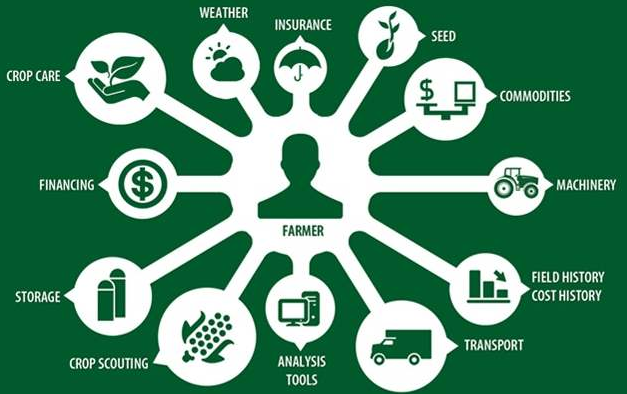 WEATHER
INSURANCE
SEED
CROP CARE
$
COMMODITIES
FINANCING
$
MACHINERY
FARMER
FIELD HISTORY
COST HISTORY
STORAGE
TRANSPORT
CROP SCOUTING
ANALYSIS
TOOLS